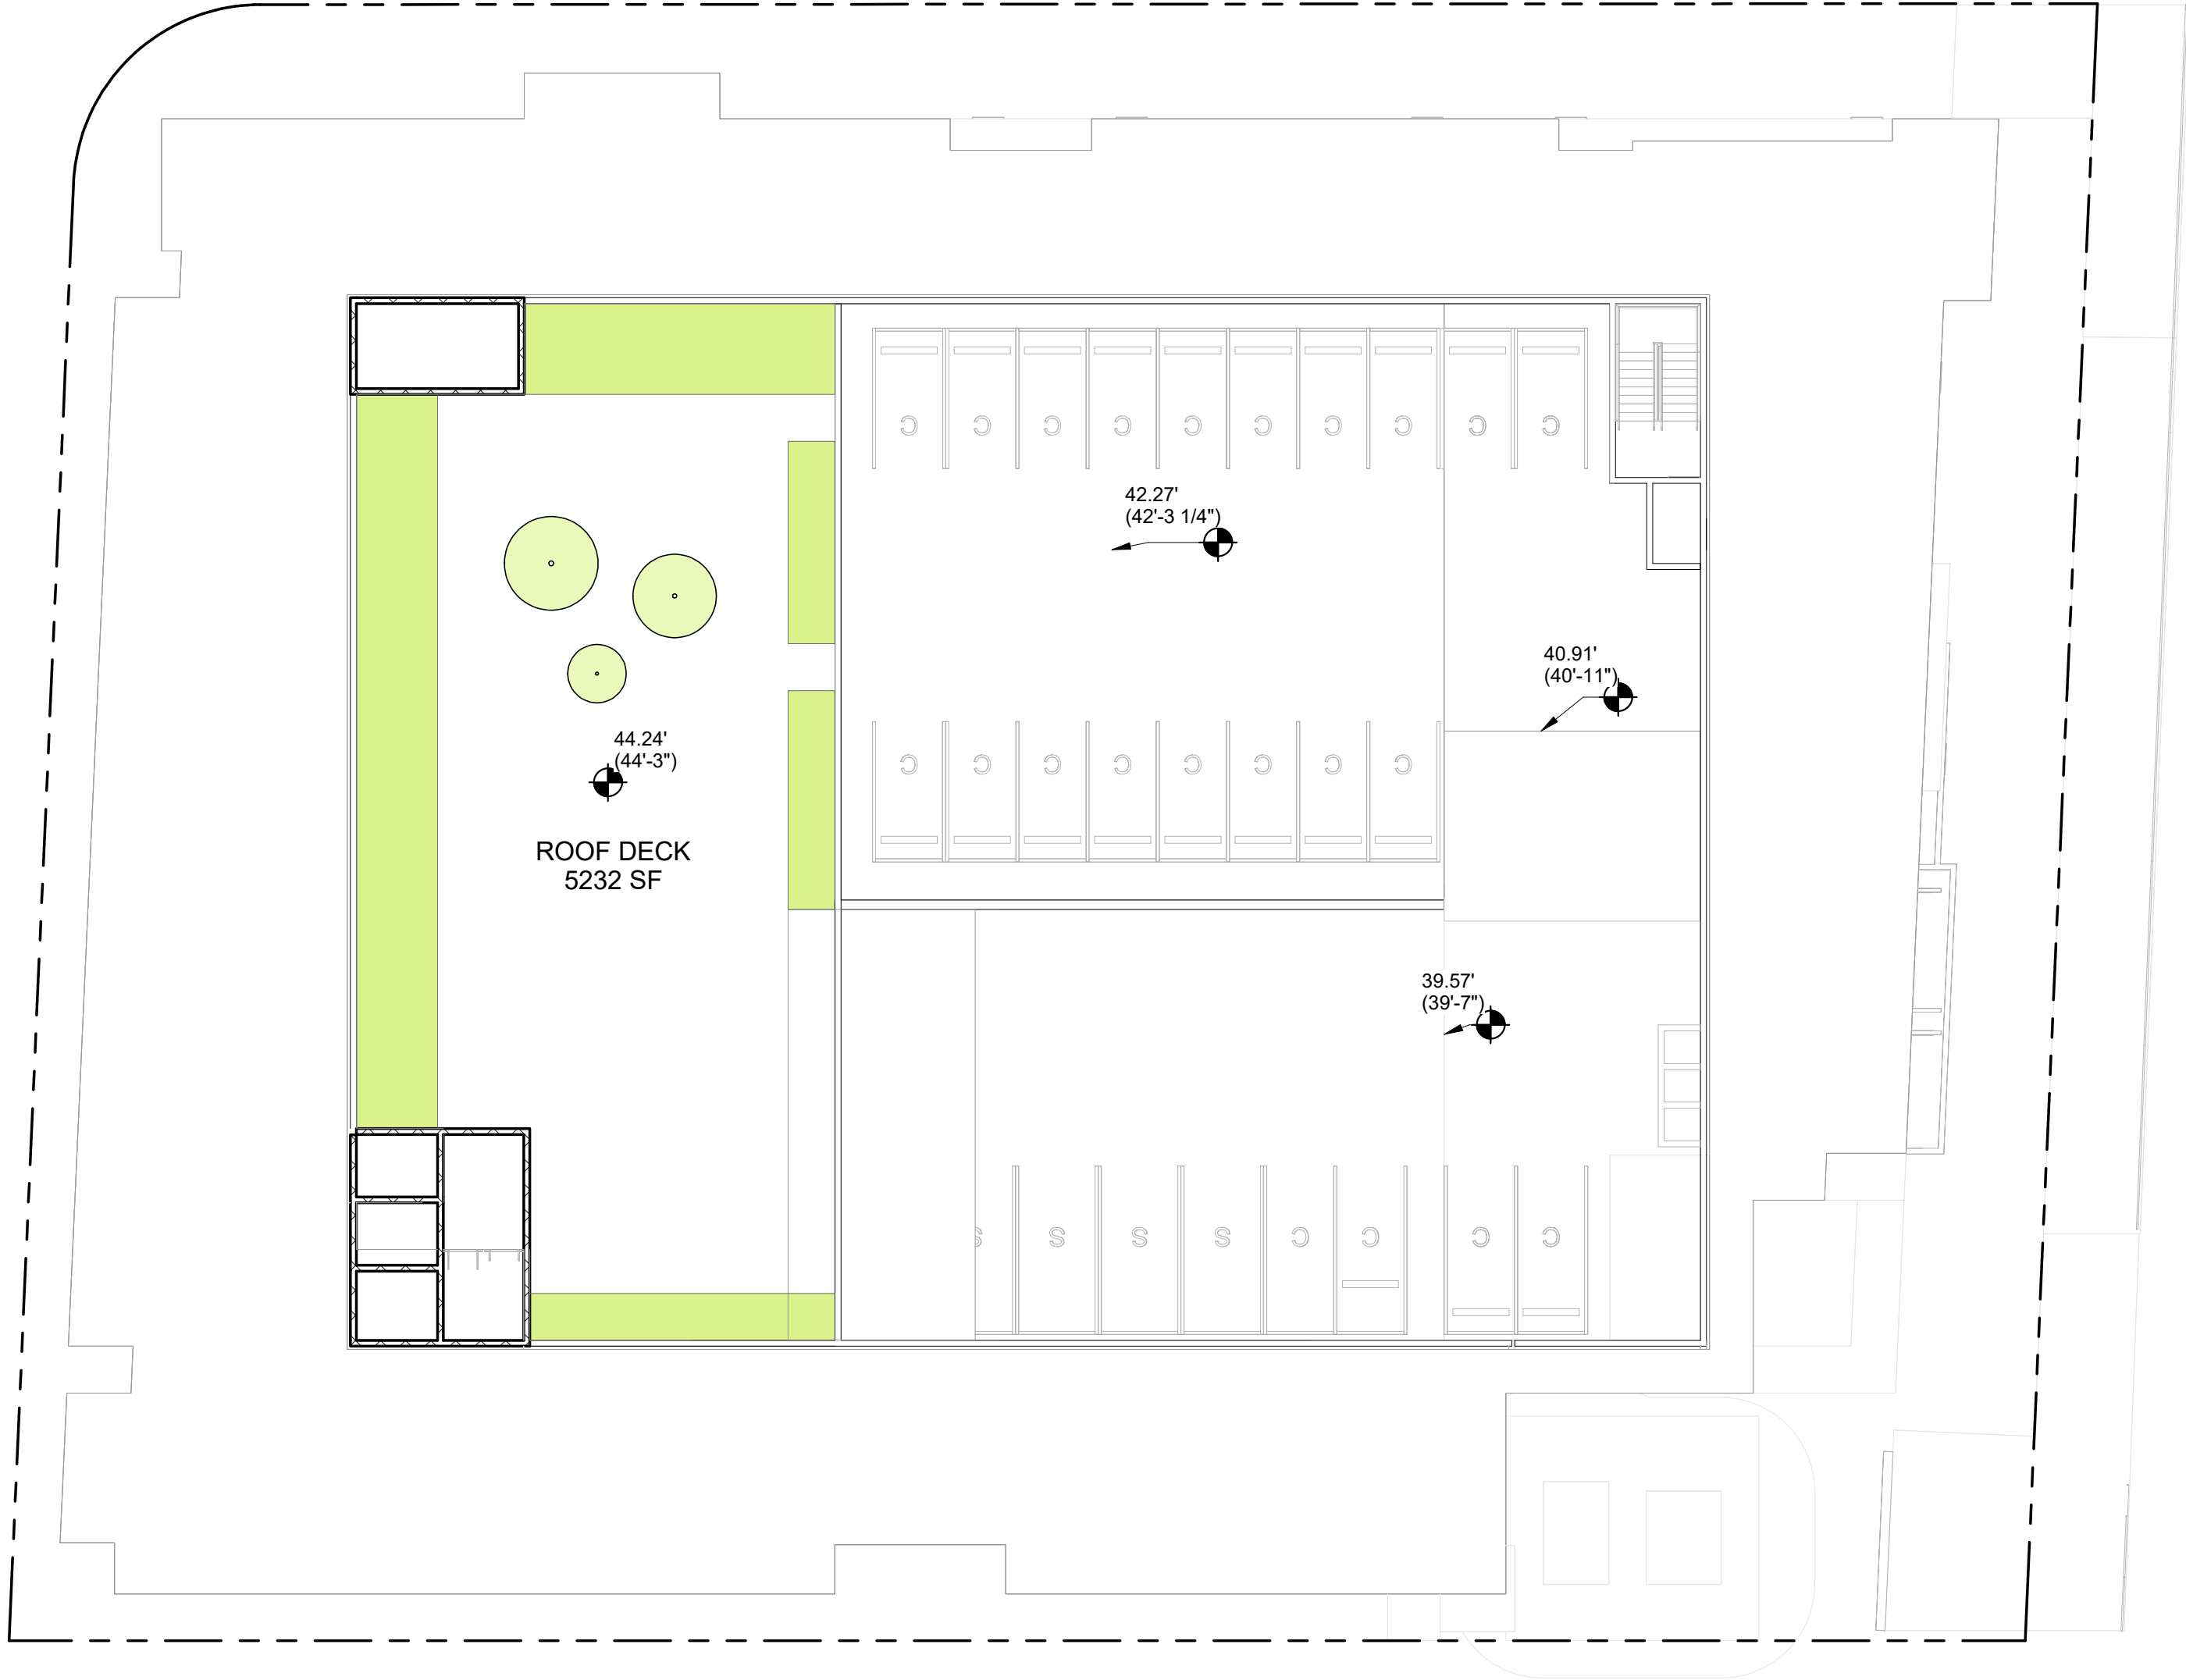 C C C C C C C C C C
42.27'
(42'-3 1/4")
40.91'
(40'-11")
44.24'
(44'-3")
C C C C C C C C
ROOF DECK
5232 SF
39.57'
(39'-7")
S S S S C C C C